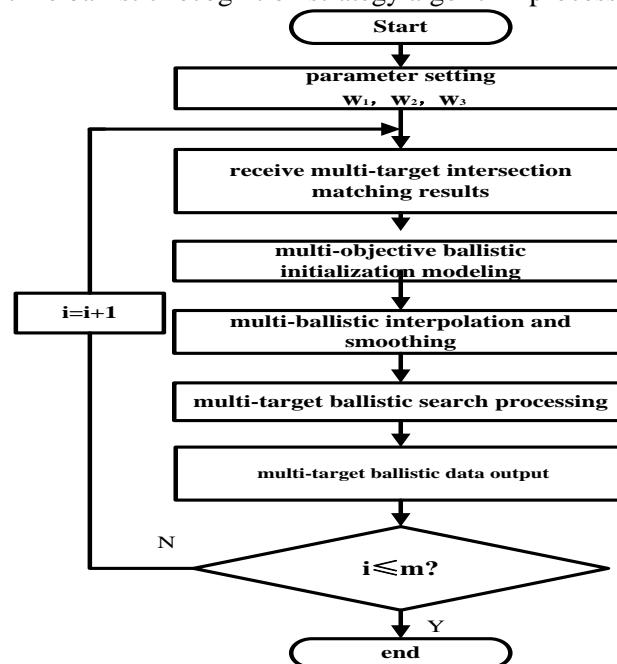 Start
parameter setting
w₁, w₂, w₃
receive multi-target intersection
matching results
multi-objective ballistic
initialization modeling
i=i+1
multi-ballistic interpolation and
smoothing
multi-target ballistic search processing
multi-target ballistic data output
N
i≤m?
Y
end